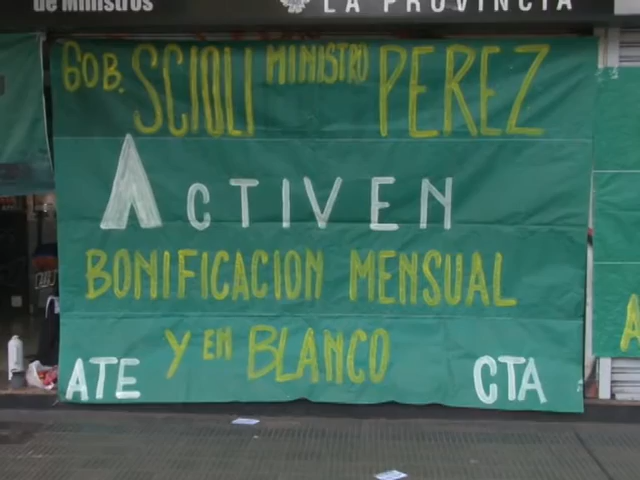 de Ministros
LA PROVINCIA
GOB. SCIOLI MINISTRO PEREZ
ACTIVEN
BONIFICACION MENSUAL
Y EN BLANCO
ATE CTA
A